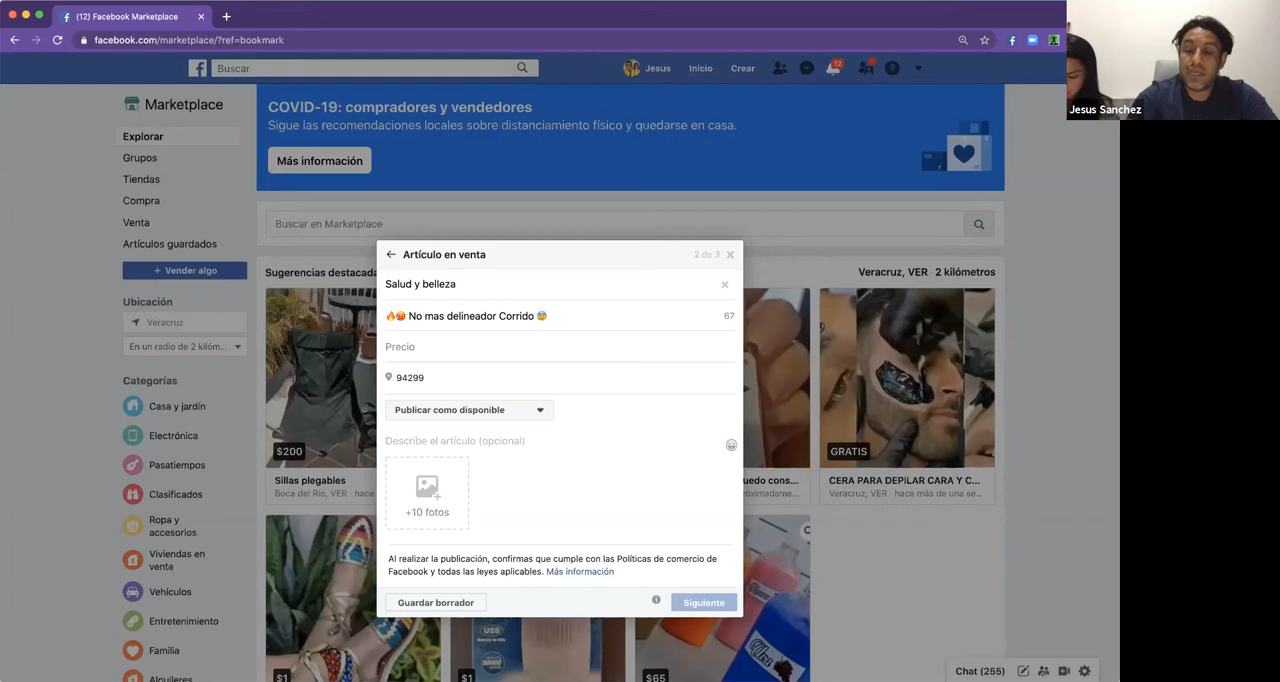 (12) Facebook Marketplace
facebook.com/marketplace/?ref=bookmark
Jesus Sanchez
Buscar
Jesus
Inicio
Crear
12
Marketplace
Explorar
Grupos
Tiendas
Compra
Venta
Artículos guardados
+ Vender algo
Ubicación
Veracruz
En un radio de 2 kilóm...
Categorías
Casa y jardín
Electrónica
Pasatiempos
Clasificados
Ropa y
accesorios
Viviendas en
venta
Vehículos
Entretenimiento
Familia
Alquileres
COVID-19: compradores y vendedores
Sigue las recomendaciones locales sobre distanciamiento físico y quedarse en casa.
Más información
Buscar en Marketplace
Sugerencias destacada
Veracruz, VER 2 kilómetros
Artículo en venta
2 de 3
Salud y belleza
🔥🥵 No mas delineador Corrido 😰
67
Precio
94299
Publicar como disponible
Describe el artículo (opcional)
+10 fotos
Al realizar la publicación, confirmas que cumple con las Políticas de comercio de
Facebook y todas las leyes aplicables. Más información
Guardar borrador
Siguiente
$200
Sillas plegables
Boca del Río, VER · hace
uedo cons...
roximadame...
GRATIS
CERA PARA DEPILAR CARA Y C...
Veracruz, VER · hace más de una se...
$1
USB
$1
$65
Chat (255)